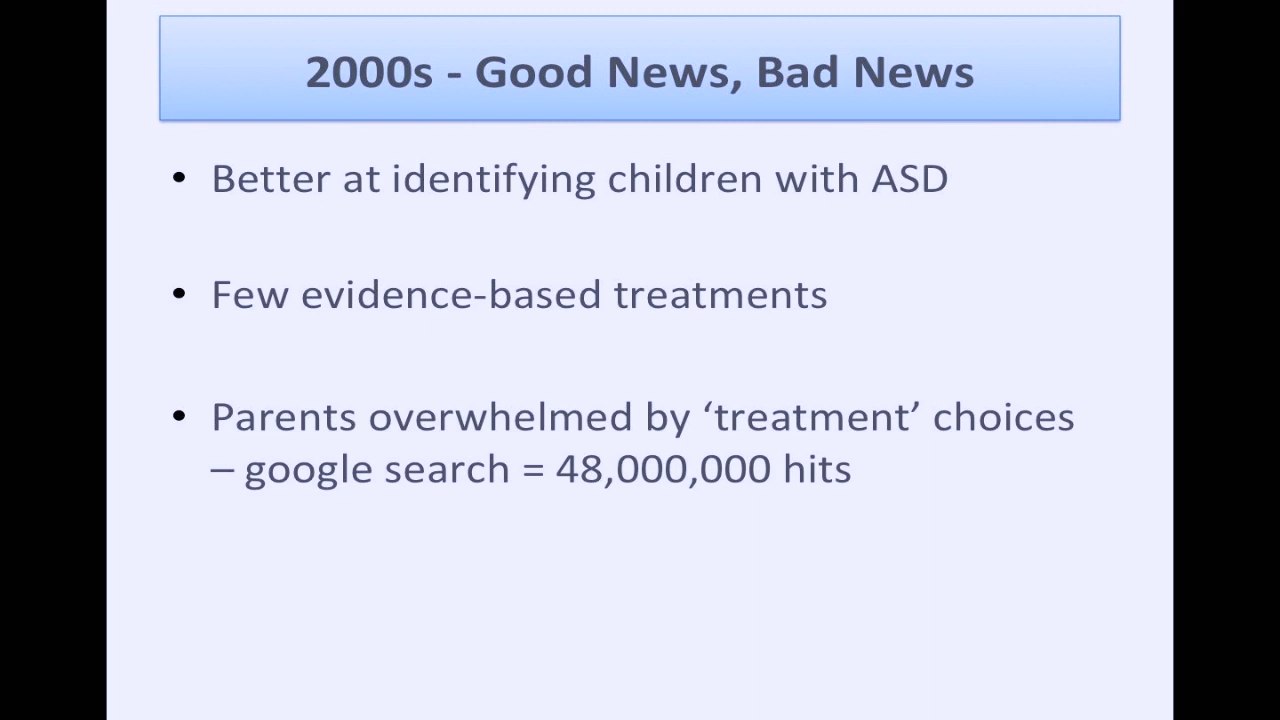 2000s - Good News, Bad News
• Better at identifying children with ASD
• Few evidence-based treatments
• Parents overwhelmed by ‘treatment’ choices
– google search = 48,000,000 hits